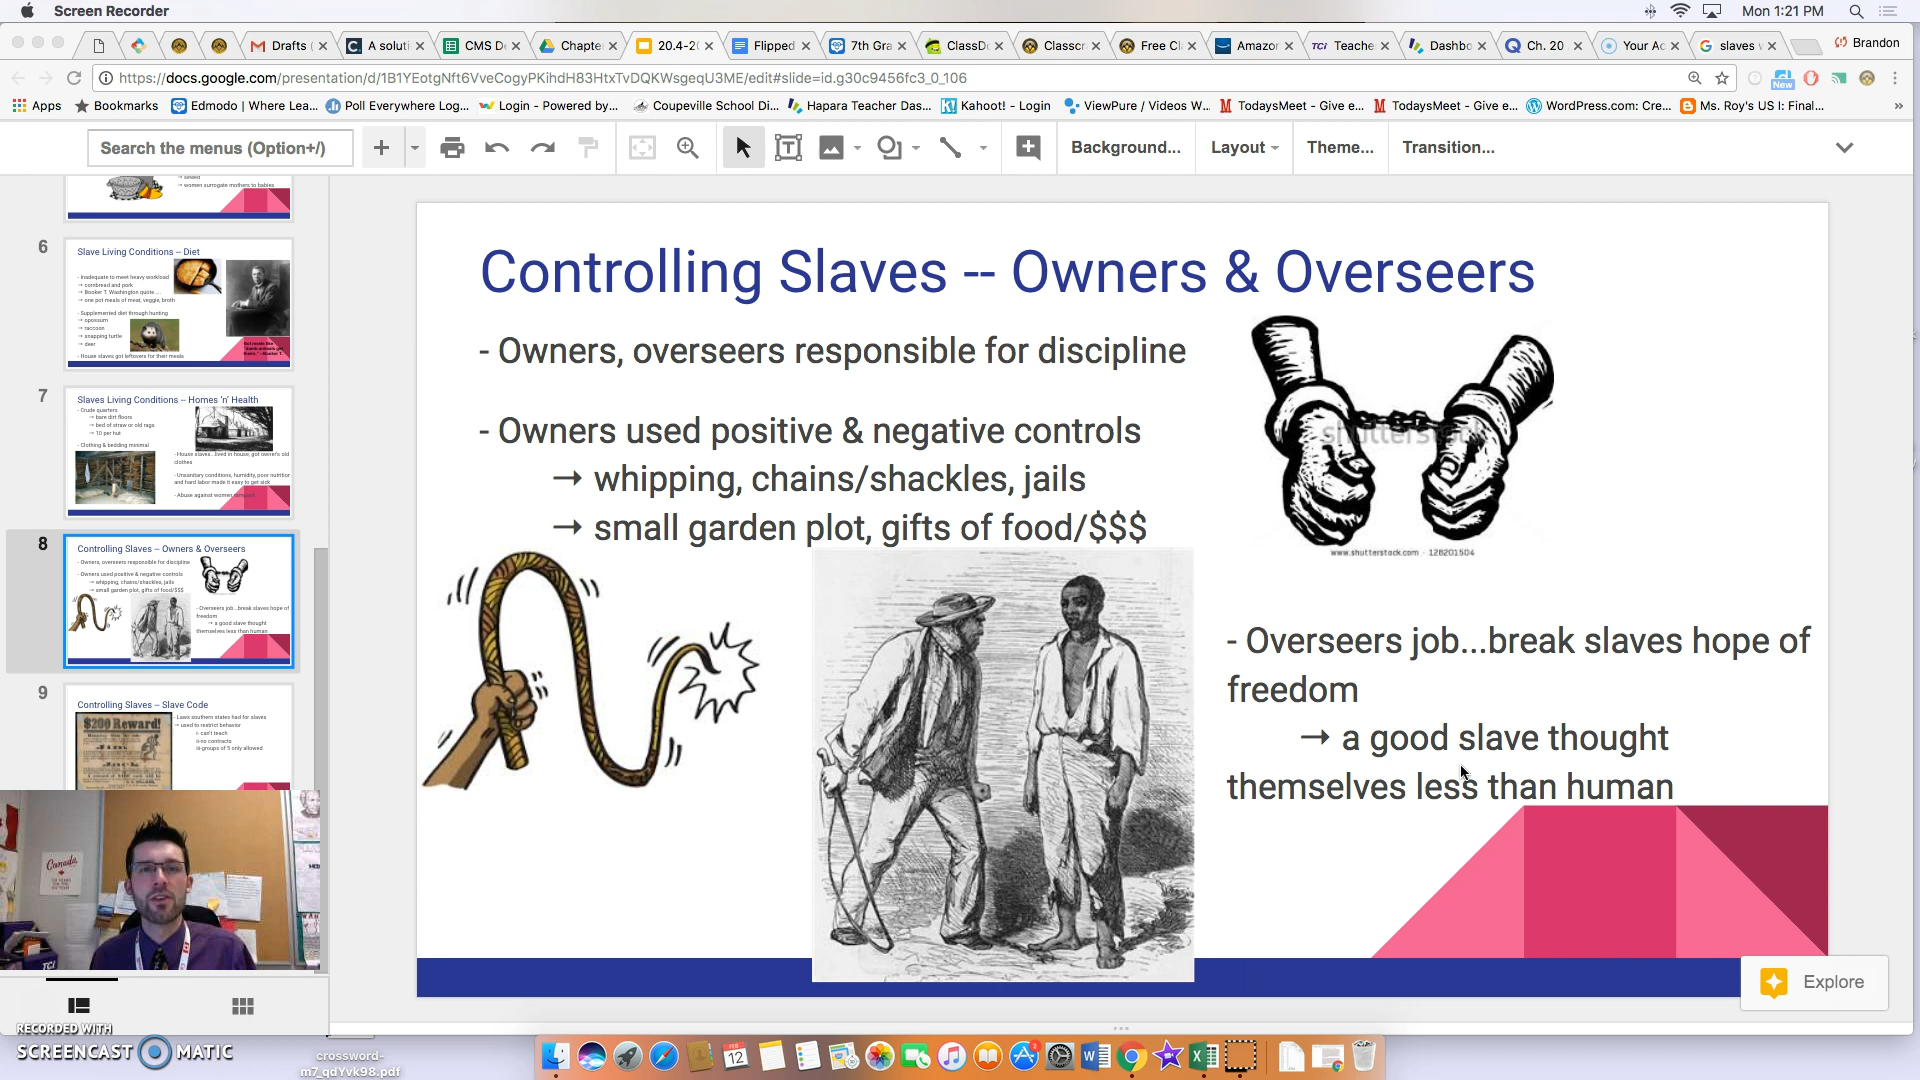 Screen Recorder
Mon 1:21 PM
Drafts (
A soluti
CMS D
Chapte
20.4-2
Flipped
7th Gra
ClassD
Classcr
Free Cl
Amazor
TCi Teache
Dashbo
Ch. 20
Your A
slaves
Brandon
https://docs.google.com/presentation/d/1B1YEotgNft6VveCogyPKihdH83HtxTvDQKWsgeqU3ME/edit#slide=id.g30c9456fc3_0_106
Apps
Bookmarks
Edmodo | Where Lea...
Poll Everywhere Log...
Login - Powered by...
Coupeville School Di...
Hapara Teacher Das...
Kahoot! - Login
ViewPure / Videos W...
TodaysMeet - Give e...
TodaysMeet - Give e...
WordPress.com: Cre...
Ms. Roy's US I: Final...
New
Search the menus (Option+/)
Background...
Layout
Theme...
Transition...
→ women surrogate mothers to babies
6
Slave Living Conditions -- Diet
- Inadequate to meet heavy workload
→ cornbread and pork
→ Booker T. Washington quote....
→ one pot meals of meat, veggie, broth
- Supplemented diet through hunting
→ opossum
→ raccoon
→ snapping turtle
→ deer
- House slaves got leftovers for their meals
7
Slaves Living Conditions -- Homes 'n' Health
- Crude quarters
→ bare dirt floors
→ bed of straw or old rags
→ 10 per hut
- Clothing & bedding minimal
- House slaves...lived in house, got owner's old
clothes
- Unsanitary conditions, humidity, poor nutrition
and hard labor made it easy to get sick
- Abuse against women
8
Controlling Slaves -- Owners & Overseers
- Owners, overseers responsible for discipline
- Owners used positive & negative controls
→ whipping, chains/shackles, jails
→ small garden plot, gifts of food/$$$
- Overseers job...break slaves hope of
freedom
→ a good slave thought
themselves less than human
9
Controlling Slaves -- Slave Code
$200 Reward!
- Laws southern states had for slaves
→ used to restrict behavior
can't teach
no contracts
groups of 5 only allowed
Canada
TCi
RECORDED WITH
SCREENCAST MATIC
Controlling Slaves -- Owners & Overseers
- Owners, overseers responsible for discipline
- Owners used positive & negative controls
→ whipping, chains/shackles, jails
→ small garden plot, gifts of food/$$$
shutterstock
www.shutterstock.com · 128201504
- Overseers job...break slaves hope of
freedom
→ a good slave thought
themselves less than human
Explore
crossword-
m7_qdYvk98.pdf
FEB
12